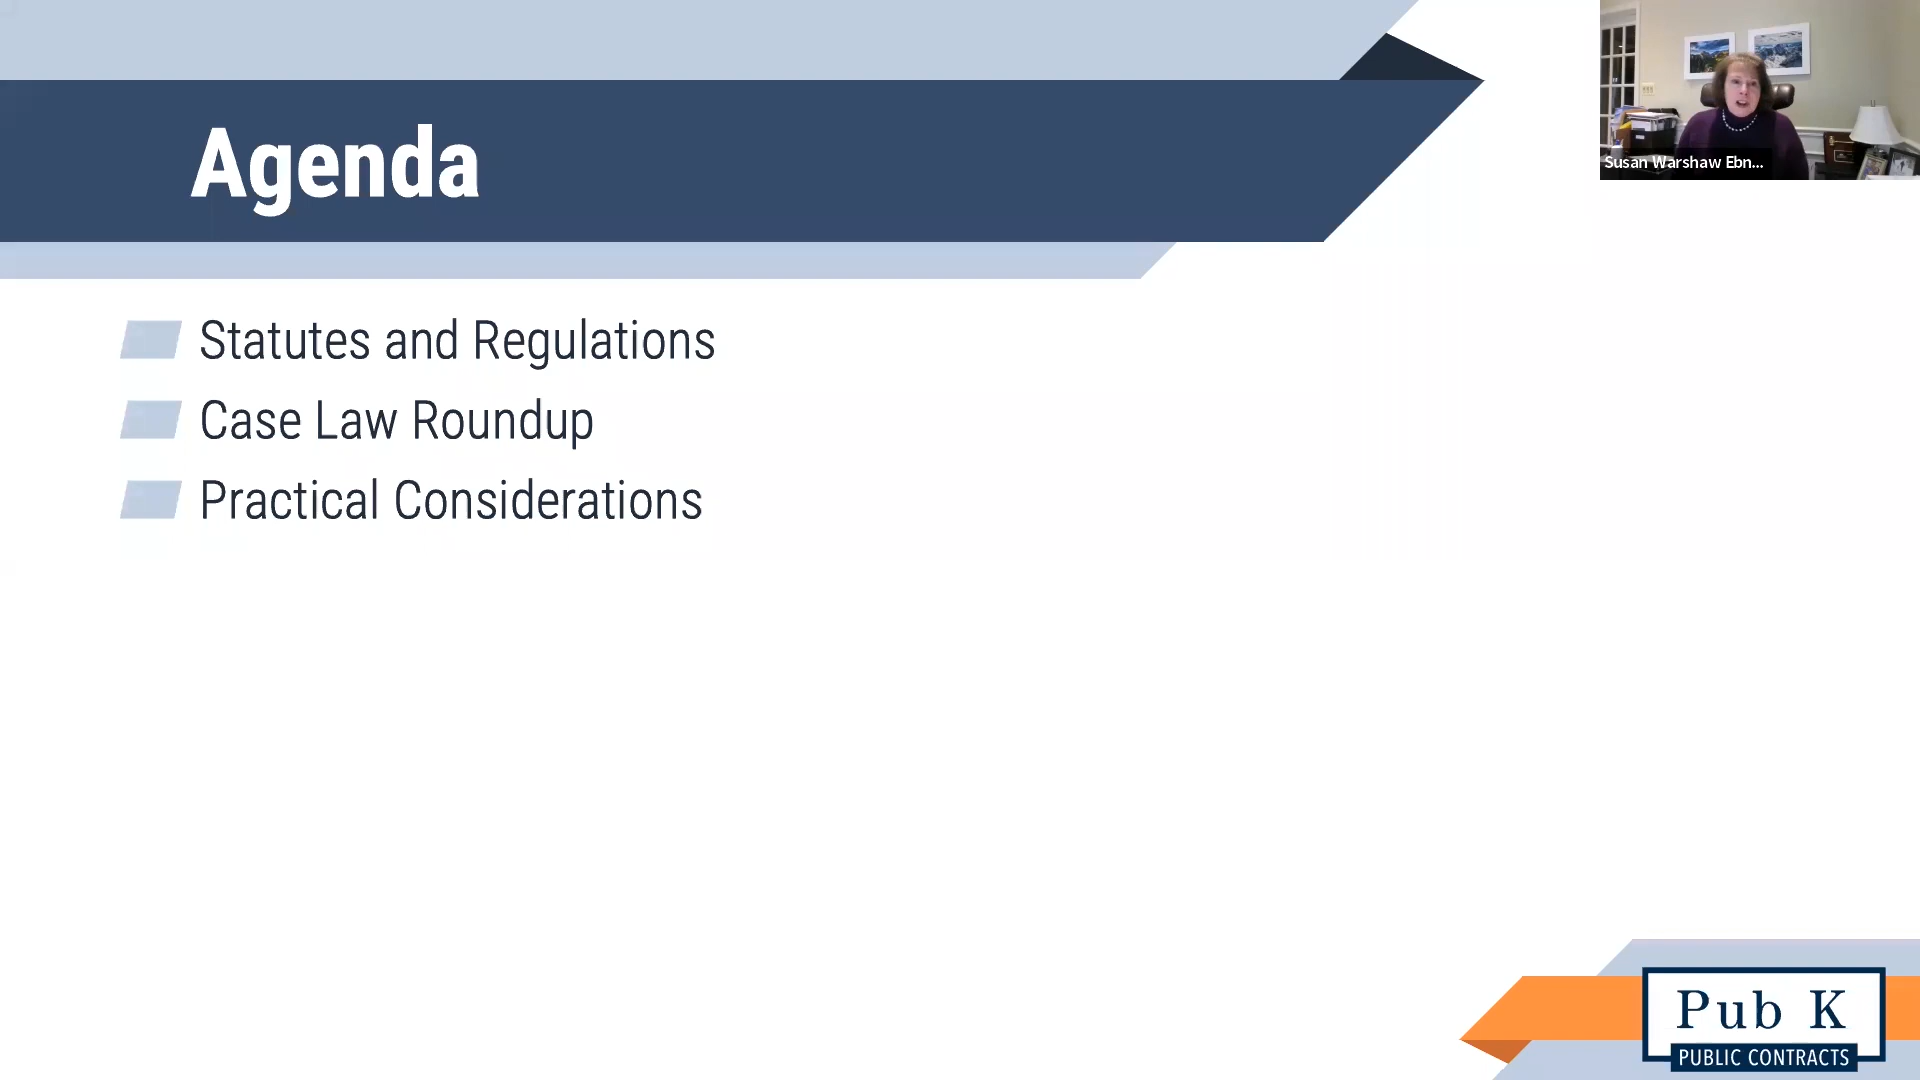 Agenda
Susan Warshaw Ebn...
Statutes and Regulations
Case Law Roundup
Practical Considerations
Pub K
PUBLIC CONTRACTS